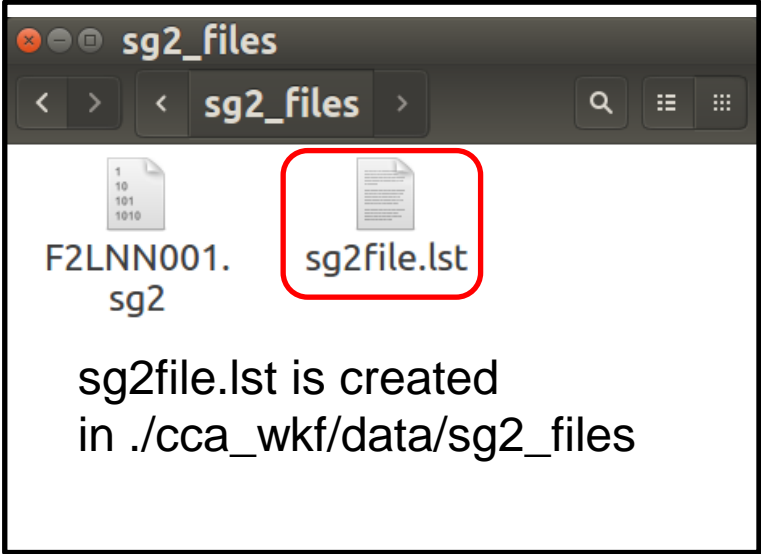 sg2_files
sg2_files
1
10
101
1010
F2LNN001.
sg2
sg2file.lst
sg2file.lst is created
in ./cca_wkf/data/sg2_files